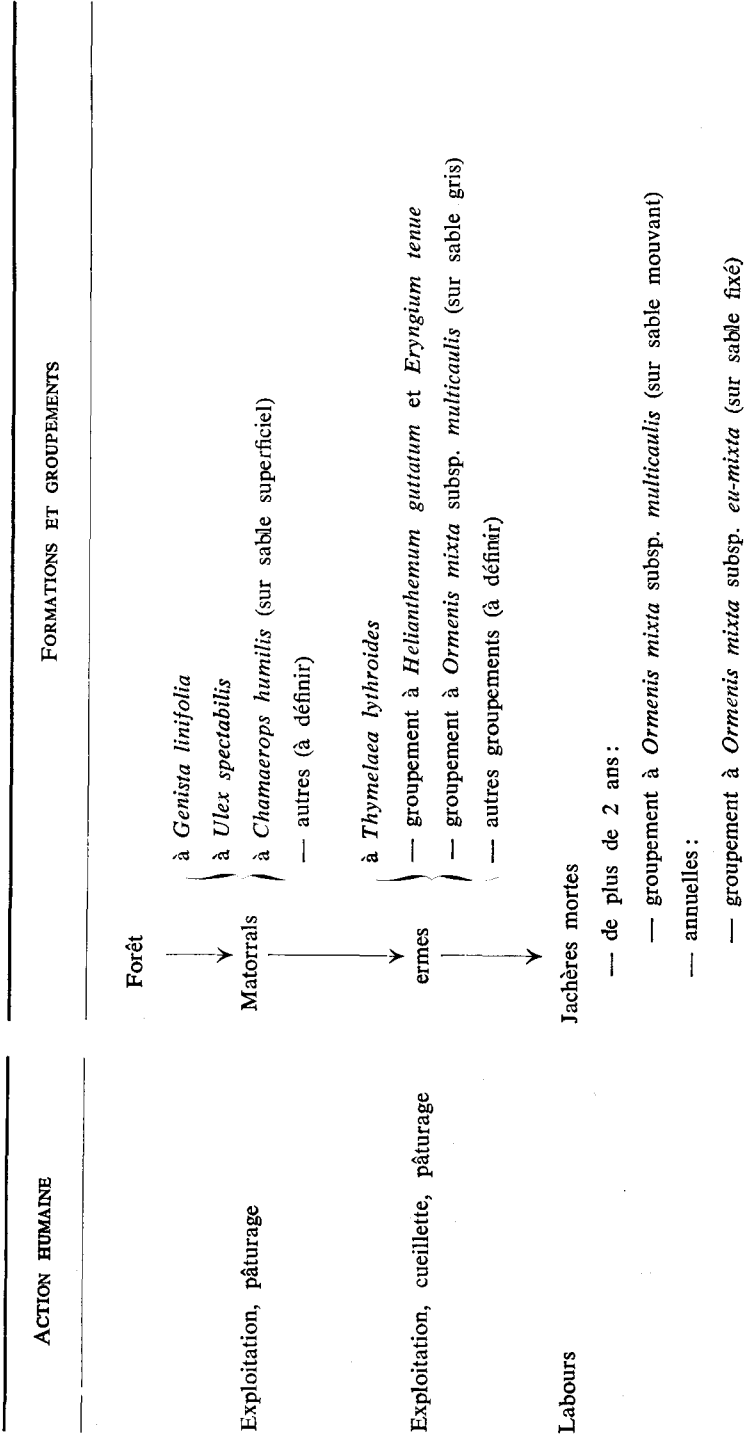 ACTION HUMAINE
FORMATIONS ET GROUPEMENTS
Forêt
à Genista linifolia
à Ulex spectabilis
Exploitation, pâturage
Matorrals
à Chamaerops humilis (sur sable superficiel)
— autres (à définir)
à Thymelaea lythroides
— groupement à Helianthemum guttatum et Eryngium tenue
Exploitation, cueillette, pâturage
ermes
— groupement à Ormenis mixta subsp. multicaulis (sur sable gris)
— autres groupements (à définir)
Labours
Jachères mortes
— de plus de 2 ans :
— groupement à Ormenis mixta subsp. multicaulis (sur sable mouvant)
— annuelles :
— groupement à Ormenis mixta subsp. eu-mixta (sur sable fixé)